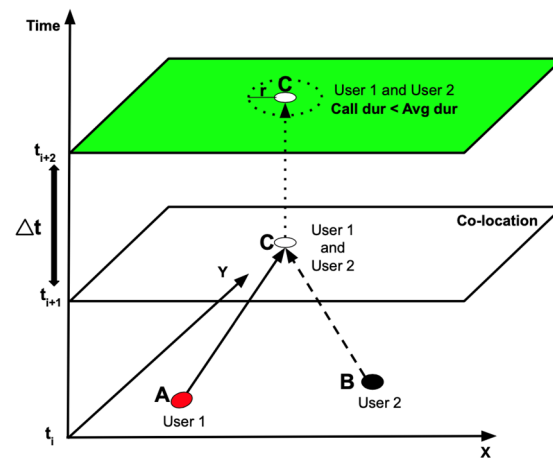 Time
r
C
User 1 and User 2
Call dur < Avg dur
t i+2
△t
Co-location
C
User 1
and
User 2
Y
t i+1
A
User 1
B
User 2
t i
X